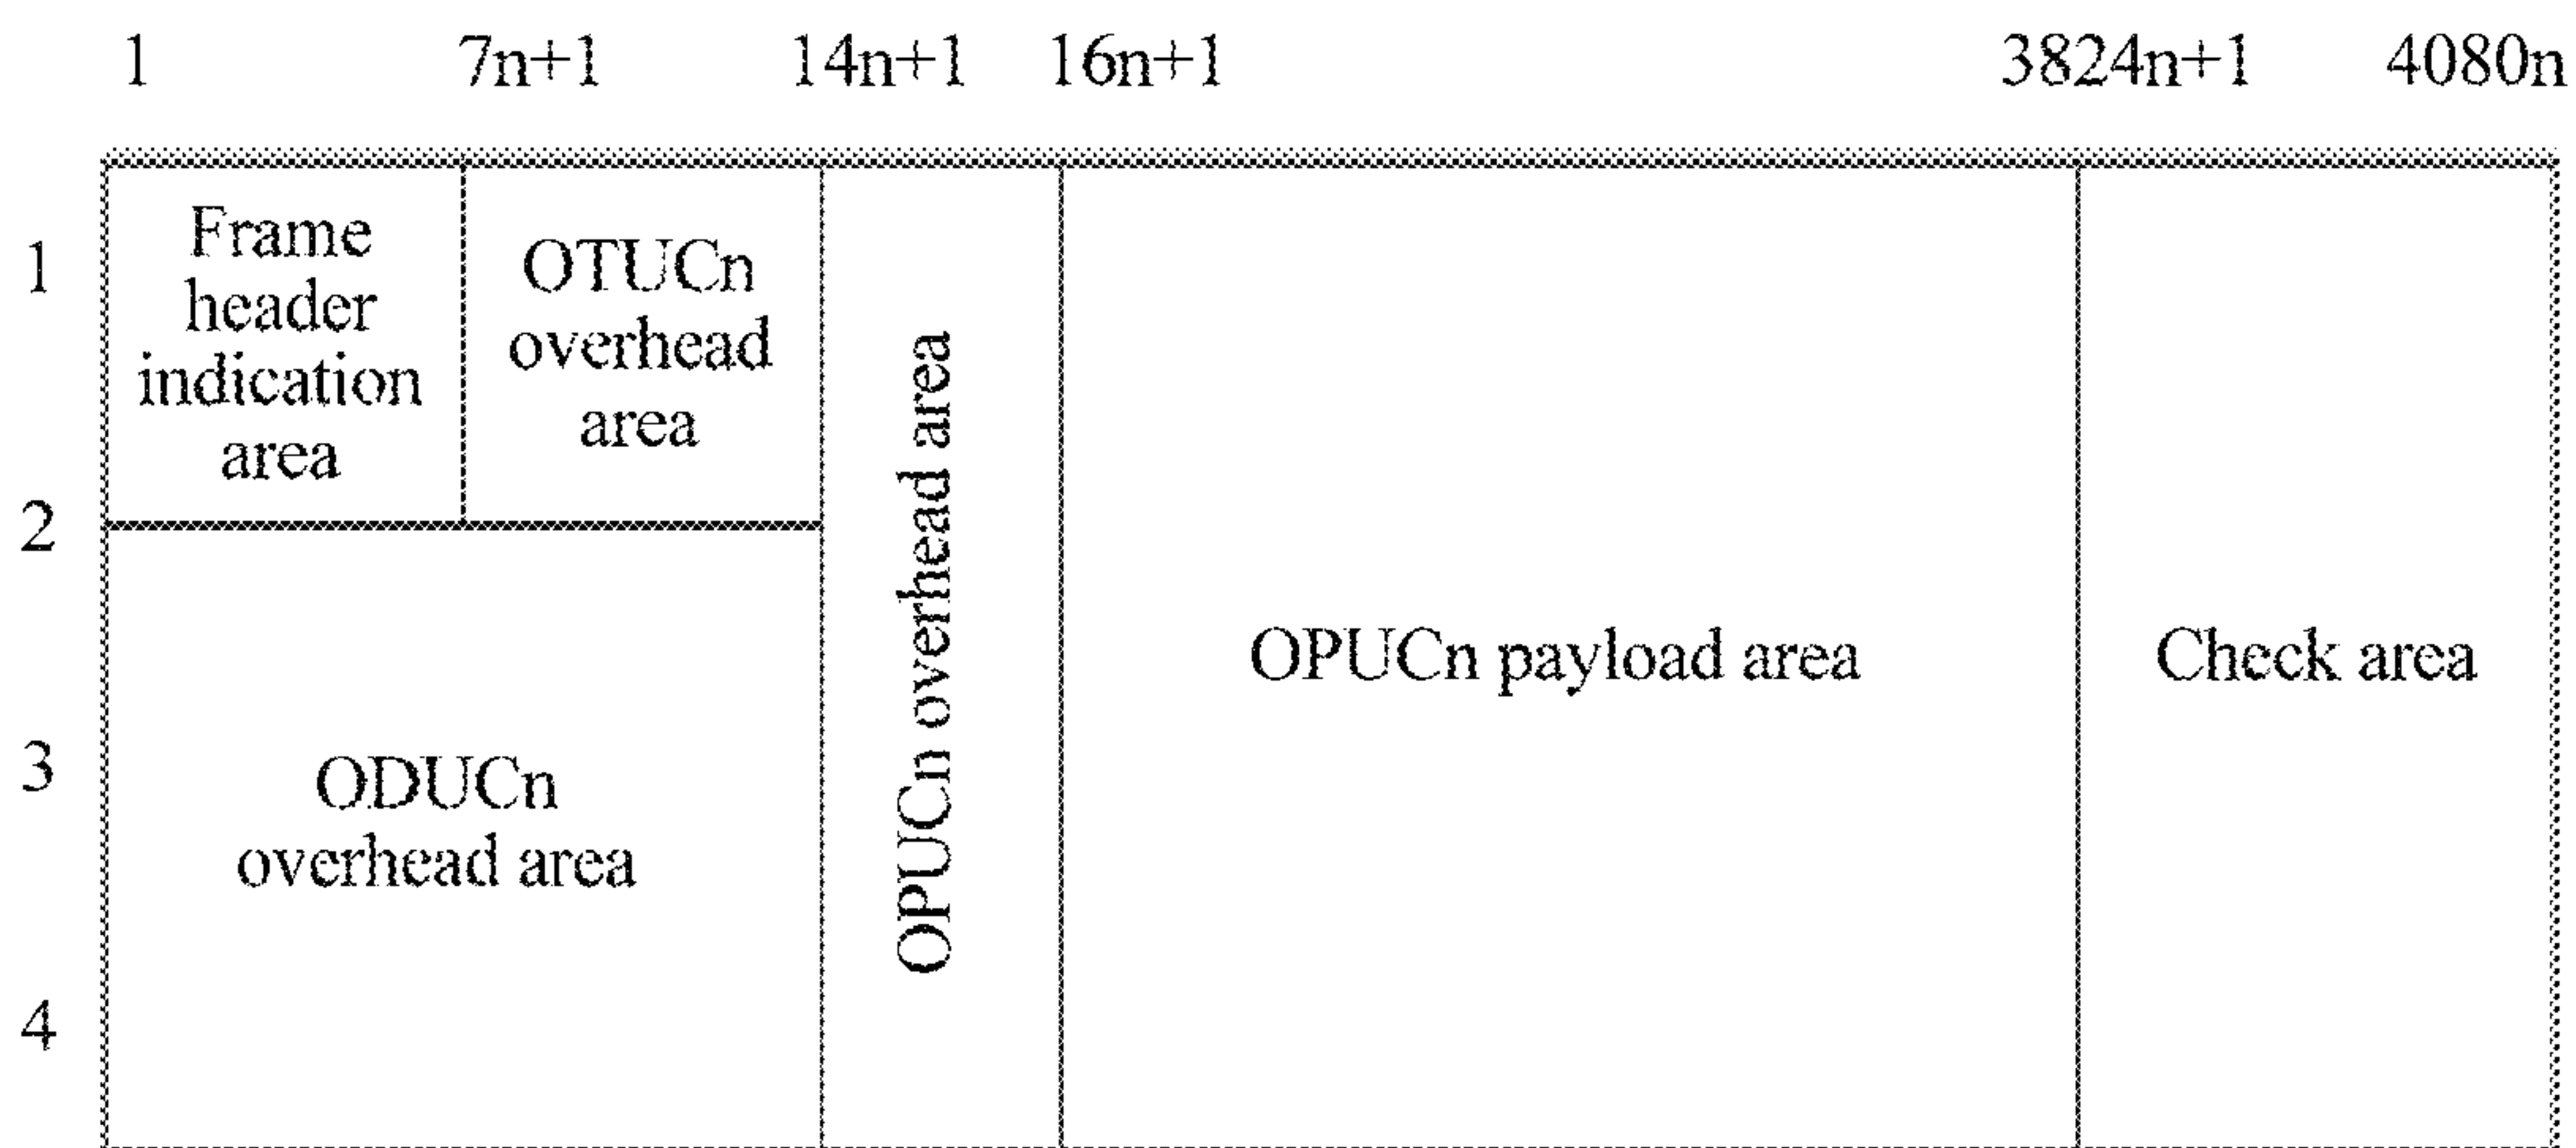 1 7n+1 14n+1 16n+1 3824n+1 4080n
1
2
3
4
Frame
header
indication
area
OTUCn
overhead
area
ODUCn
overhead area
OPUCn overhead area
OPUCn payload area
Check area